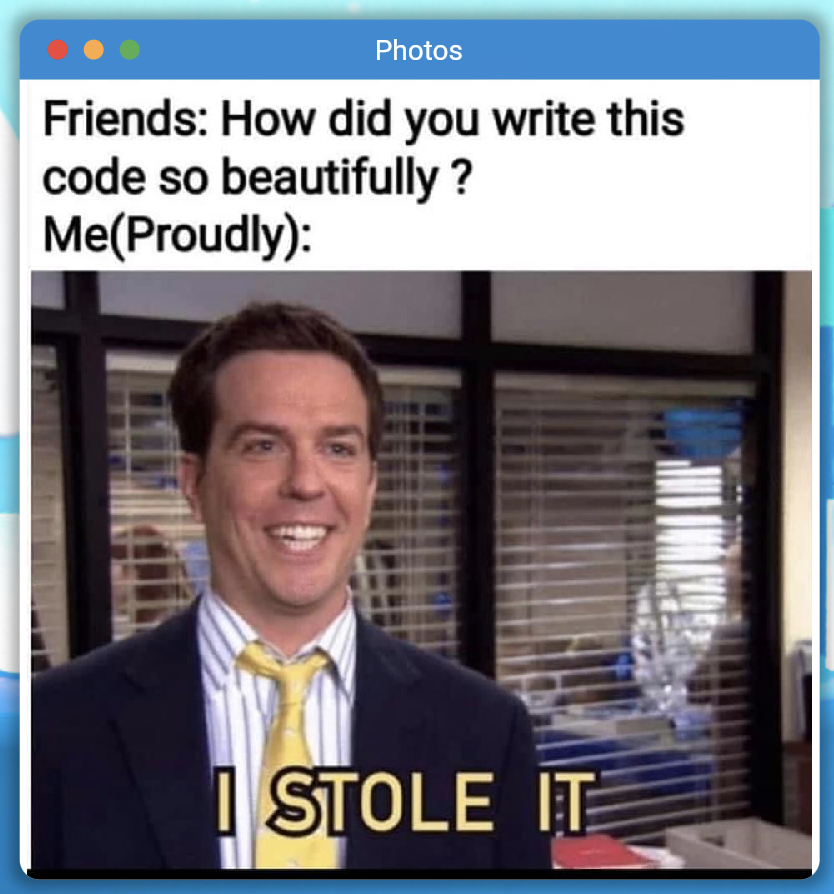 Photos
Friends: How did you write this
code so beautifully ?
Me(Proudly):
I STOLE IT